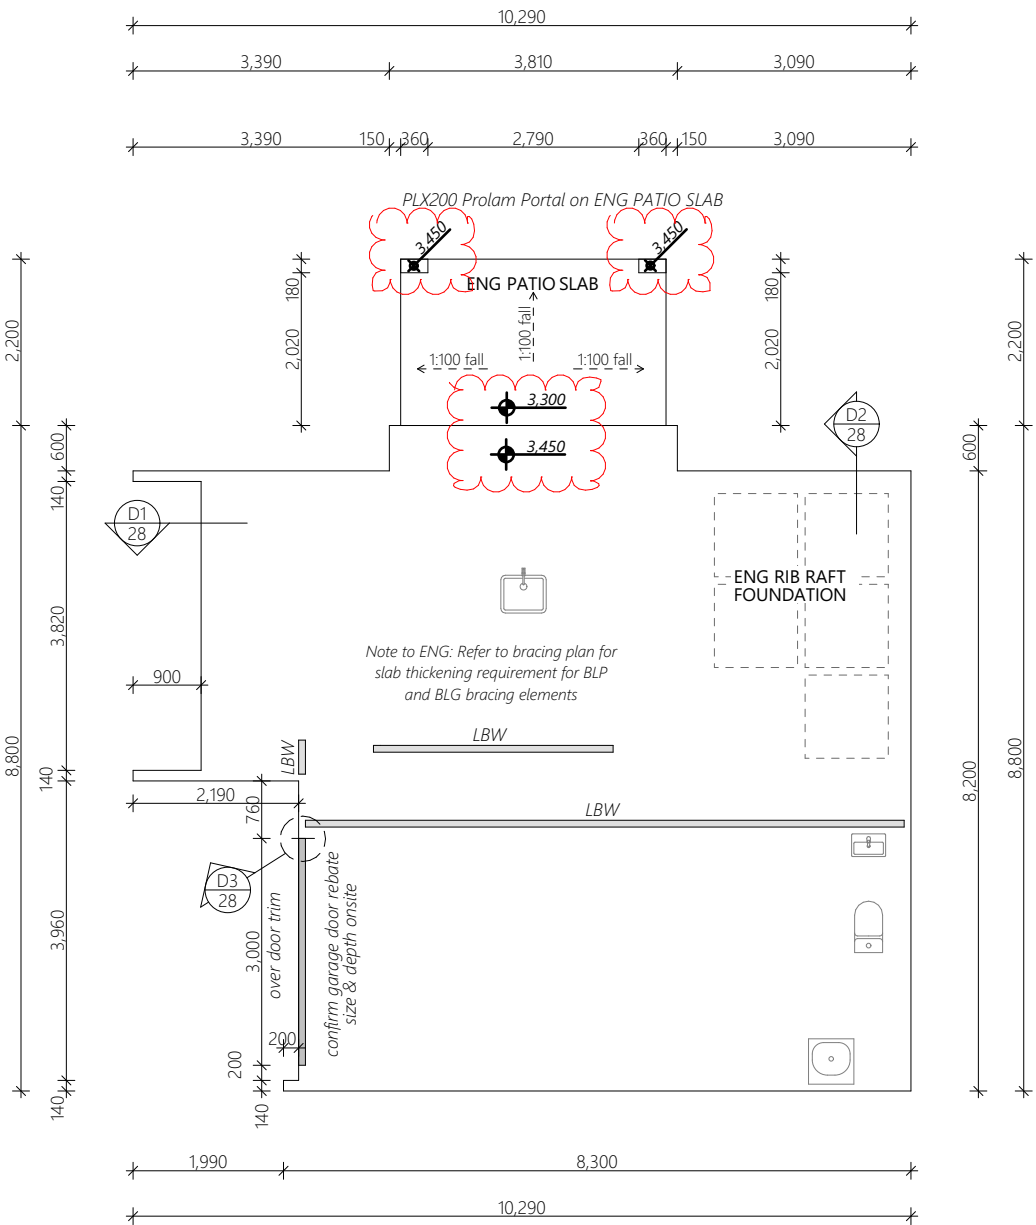 10,290
3,390
3,810
3,090
3,390
150
360
2,790
360
150
3,090
PLX200 Prolam Portal on ENG PATIO SLAB
3,450
3,450
ENG PATIO SLAB
180
180
2,200
2,020
1:100 fall
1:100 fall
1:100 fall
2,020
2,200
3,300
3,450
D2
28
600
600
140
D1
28
ENG RIB RAFT
FOUNDATION
3,820
Note to ENG: Refer to bracing plan for
slab thickening requirement for BLP
and BLG bracing elements
900
LBW
LBW
8,800
140
8,200
8,800
2,190
760
LBW
D3
28
3,960
3,000
over door trim
confirm garage door rebate
size & depth onsite
200
200
140
140
1,990
8,300
10,290